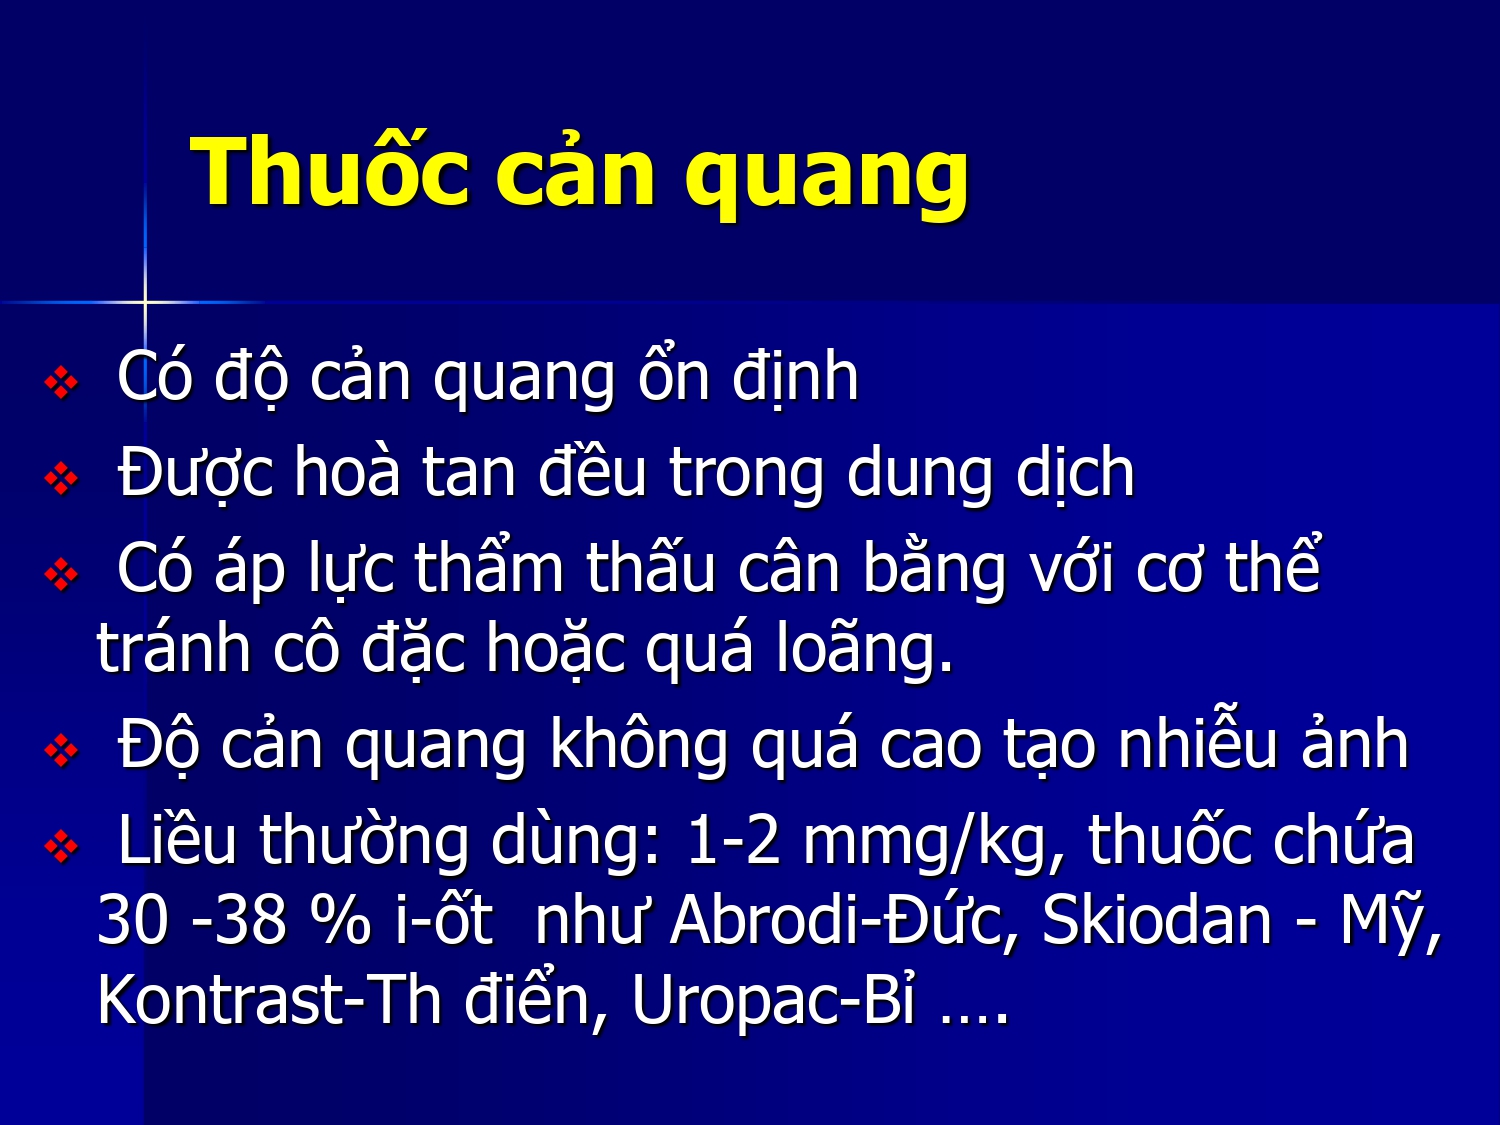 Thuốc cản quang
Có độ cản quang ổn định
Được hoà tan đều trong dung dịch
Có áp lực thẩm thấu cân bằng với cơ thể
tránh cô đặc hoặc quá loãng.
Độ cản quang không quá cao tạo nhiễu ảnh
Liều thường dùng: 1-2 mmg/kg, thuốc chứa
30 -38 % i-ốt như Abrodi-Đức, Skiodan - Mỹ,
Kontrast-Th điển, Uropac-Bỉ ....